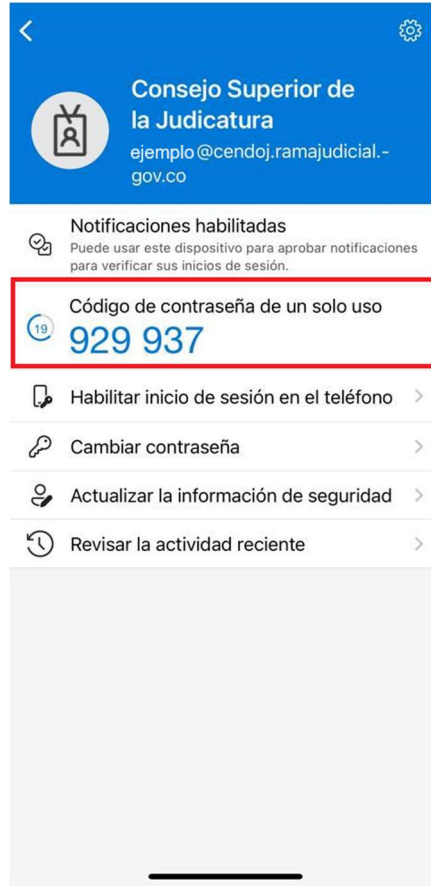 Consejo Superior de
la Judicatura
ejemplo@cendoj.ramajudicial.-
gov.co
Notificaciones habilitadas
Puede usar este dispositivo para aprobar notificaciones
para verificar sus inicios de sesión.
Código de contraseña de un solo uso
19
929 937
Habilitar inicio de sesión en el teléfono
Cambiar contraseña
Actualizar la información de seguridad
Revisar la actividad reciente